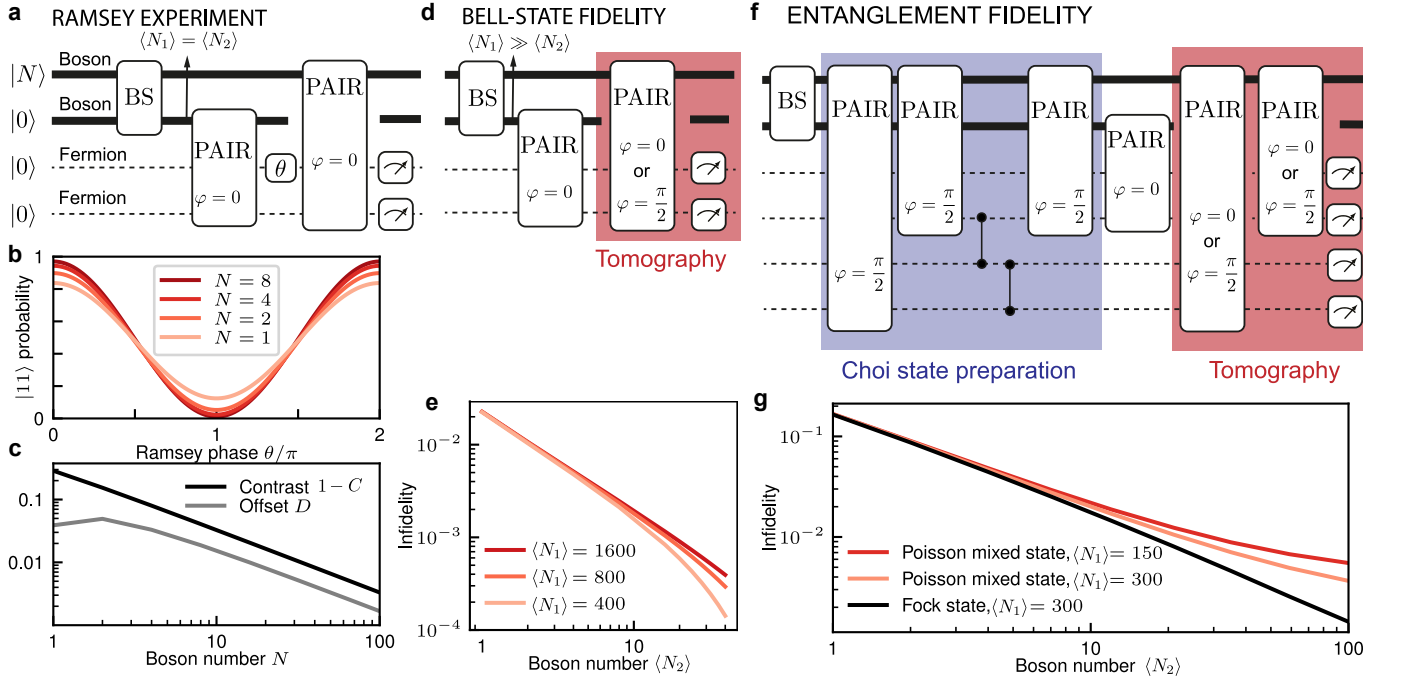 a RAMSEY EXPERIMENT
⟨N₁⟩ = ⟨N₂⟩
|N⟩ Boson
BS
PAIR
φ = 0
|0⟩ Boson
PAIR
φ = 0
|0⟩ Fermion
θ
|0⟩ Fermion
b
|11⟩ probability
1
0
N = 8
N = 4
N = 2
N = 1
0 1 2
Ramsey phase θ/π
c
0.1
0.01
Contrast 1 − C
Offset D
1 10 100
Boson number N
d BELL-STATE FIDELITY
⟨N₁⟩ ≫ ⟨N₂⟩
BS
PAIR
φ = 0
PAIR
φ = 0
or
φ = π/2
Tomography
e
Infidelity
10⁻²
10⁻³
10⁻⁴
⟨N₁⟩ = 1600
⟨N₁⟩ = 800
⟨N₁⟩ = 400
1 10
Boson number ⟨N₂⟩
f ENTANGLEMENT FIDELITY
BS
PAIR
φ = π/2
PAIR
φ = π/2
PAIR
φ = π/2
PAIR
φ = 0
PAIR
φ = 0
or
φ = π/2
PAIR
φ = 0
or
φ = π/2
Choi state preparation
Tomography
g
Infidelity
10⁻¹
10⁻²
Poisson mixed state,⟨N₁⟩ = 150
Poisson mixed state,⟨N₁⟩ = 300
Fock state,⟨N₁⟩ = 300
1 10 100
Boson number ⟨N₂⟩